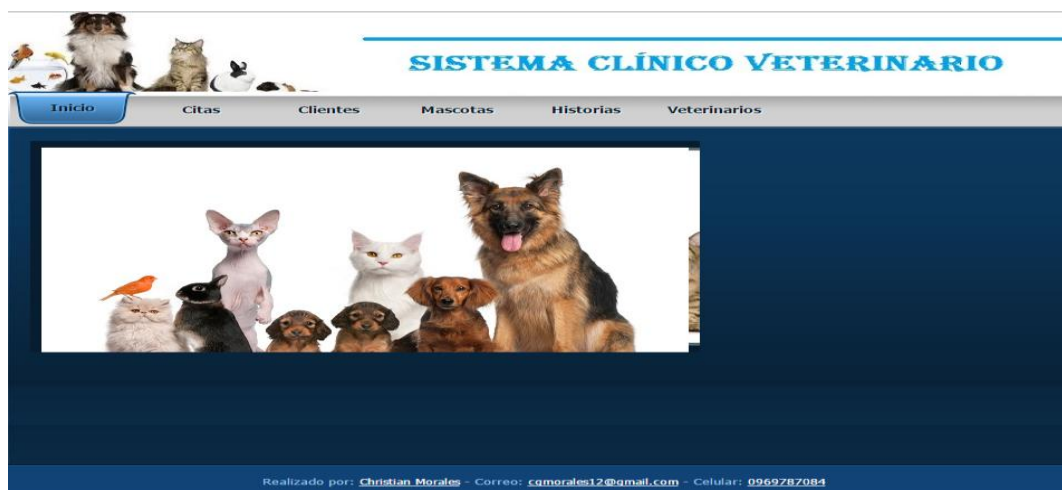 SISTEMA CLÍNICO VETERINARIO
Inicio Citas Clientes Mascotas Historias Veterinarios
Realizado por: Christian Morales - Correo: cgmorales12@gmail.com - Celular: 0969787084